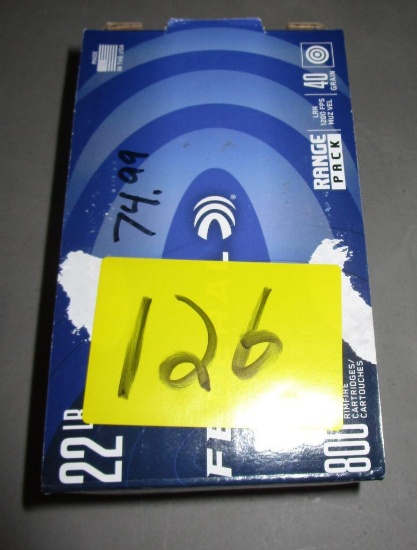 MADE
IN THE USA
40
GRAIN
LRN
1200 FPS
MUZ VEL
RANGE
PACK
74.99
126
22
800
RIMFIRE
CARTRIDGES/
CARTOUCHES